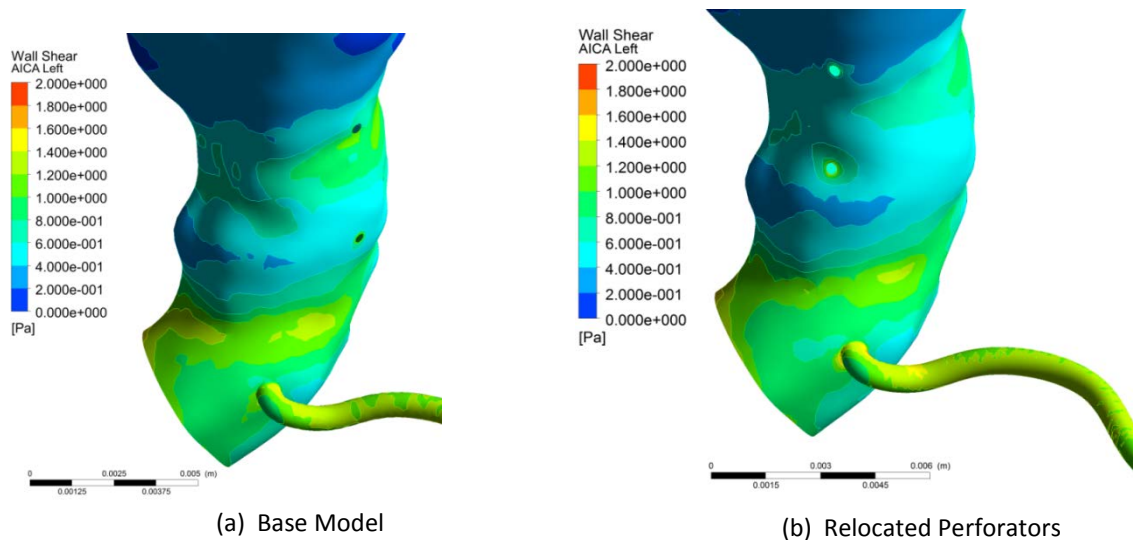 Wall Shear
AICA Left
2.000e+000
1.800e+000
1.600e+000
1.400e+000
1.200e+000
1.000e+000
8.000e-001
6.000e-001
4.000e-001
2.000e-001
0.000e+000
[Pa]
0 0.0025 0.005 (m)
0.00125 0.00375
(a) Base Model
Wall Shear
AICA Left
2.000e+000
1.800e+000
1.600e+000
1.400e+000
1.200e+000
1.000e+000
8.000e-001
6.000e-001
4.000e-001
2.000e-001
0.000e+000
[Pa]
0 0.003 0.006 (m)
0.0015 0.0045
(b) Relocated Perforators